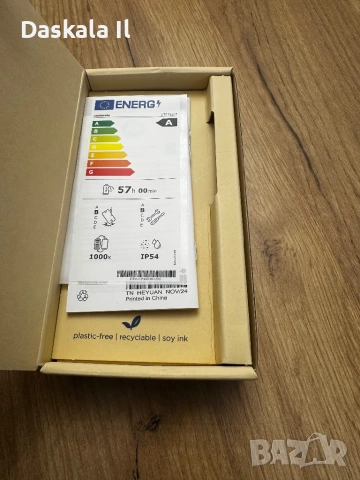 Daskala Il
ENERG
A
A
B
C
D
E
F
G
57h 00min
A
B
C
D
E
A
B
C
D
E
1000x
IP54
TN HEYUAN NOV/24
Printed in China
plastic-free | recyclable | soy ink
BAZAR